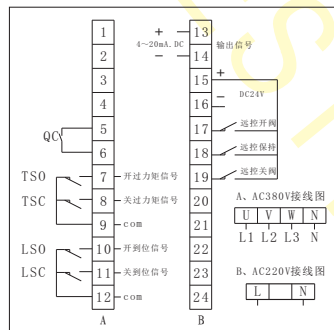 1
2
3
4
5
6
QC
7
TSO
开过力矩信号
8
TSC
关过力矩信号
9
com
10
LSO
开到位信号
11
LSC
关到位信号
12
com
A
13
+
4～20mA.DC
输出信号
14
−
15
+
DC24V
16
−
17
远控开阀
18
远控保持
19
远控关阀
20
21
22
23
24
B
A、AC380V接线图
U V W N
L1 L2 L3 N
B、AC220V接线图
L N